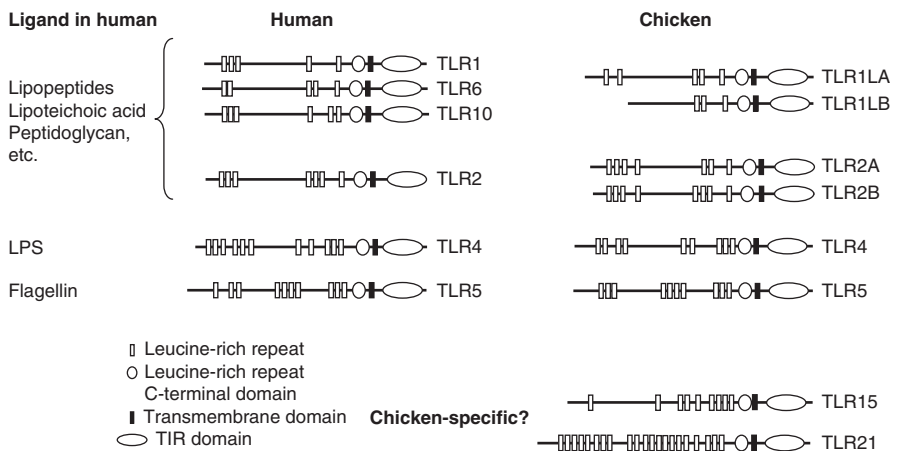 Ligand in human
Human
Chicken
Lipopeptides
Lipoteichoic acid
Peptidoglycan,
etc.
TLR1
TLR6
TLR10
TLR2
TLR1LA
TLR1LB
TLR2A
TLR2B
LPS
TLR4
TLR4
Flagellin
TLR5
TLR5
Leucine-rich repeat
Leucine-rich repeat
C-terminal domain
Transmembrane domain
TIR domain
Chicken-specific?
TLR15
TLR21